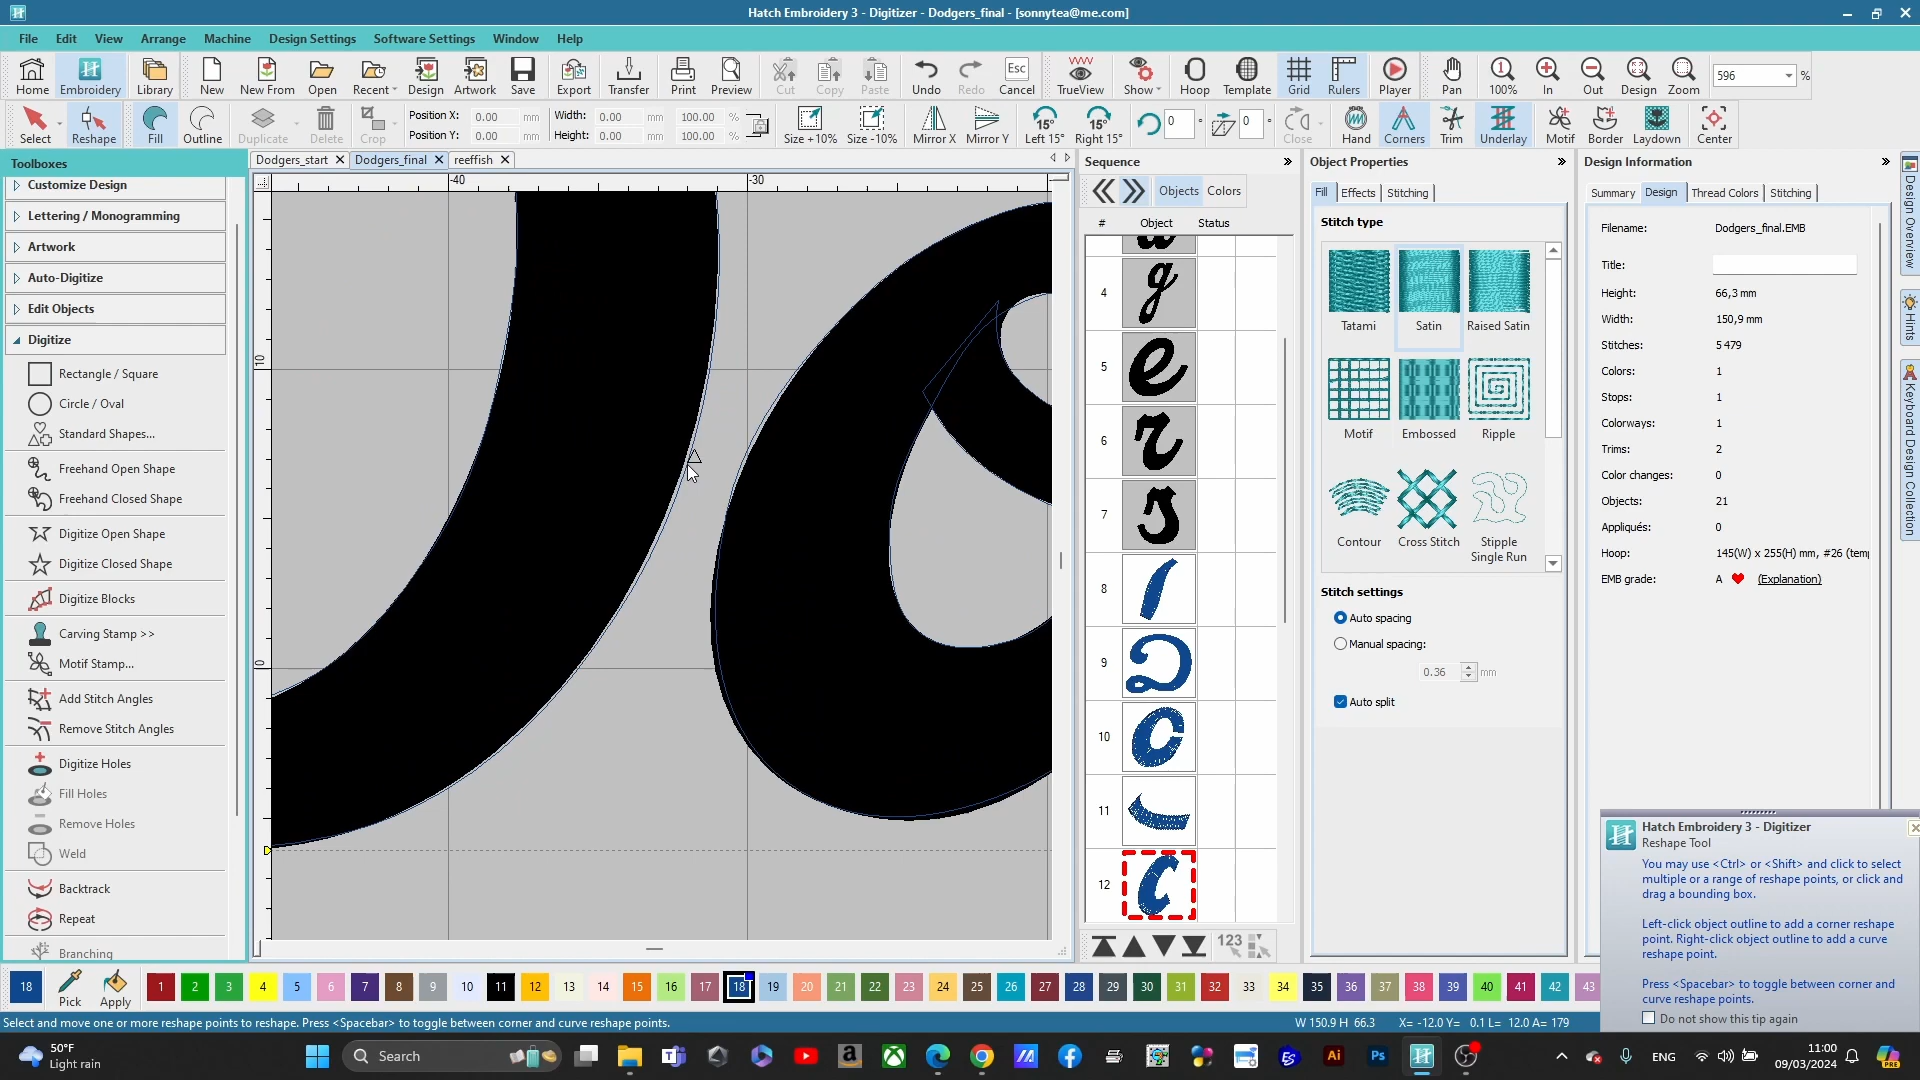 Hatch Embroidery 3 - Digitizer - Dodgers_final - [sonnytea@me.com]
File Edit View Arrange Machine Design Settings Software Settings Window Help
Home Embroidery Library New New From Open Recent Design Artwork Save Export Transfer Print Preview Cut Copy Paste Undo Redo Esc Cancel TrueView Show Hoop Template Grid Rulers Player Pan 1 100% In Out Design Zoom 596 %
Select Reshape Fill Outline Duplicate Delete Crop Position X: 0.00 mm Width: 0.00 mm 100.00 %
Position Y: 0.00 mm Height: 0.00 mm 100.00 %
Size +10% Size -10% Mirror X Mirror Y 15° Left 15° 15° Right 15° 0 ° 0 ° Close Hand Corners Trim Underlay Motif Border Laydown Center
Toolboxes
Customize Design
Lettering / Monogramming
Artwork
Auto-Digitize
Edit Objects
Digitize
Rectangle / Square
Circle / Oval
Standard Shapes...
Freehand Open Shape
Freehand Closed Shape
Digitize Open Shape
Digitize Closed Shape
Digitize Blocks
Carving Stamp >>
Motif Stamp...
Add Stitch Angles
Remove Stitch Angles
Digitize Holes
Fill Holes
Remove Holes
Weld
Backtrack
Repeat
Branching
Dodgers_start Dodgers_final reeffish
-40 -30
10
0
Sequence
Objects Colors
# Object Status
4 g
5 e
6 r
7 s
8
9
10
11
12
123
Object Properties
Fill Effects Stitching
Stitch type
Tatami Satin Raised Satin
Motif Embossed Ripple
Contour Cross Stitch Stipple
Single Run
Stitch settings
Auto spacing
Manual spacing:
0.36 mm
Auto split
Design Information
Summary Design Thread Colors Stitching
Filename: Dodgers_final.EMB
Title:
Height: 66,3 mm
Width: 150,9 mm
Stitches: 5 479
Colors: 1
Stops: 1
Colorways: 1
Trims: 2
Color changes: 0
Objects: 21
Appliqués: 0
Hoop: 145(W) x 255(H) mm, #26 (temp
EMB grade: A (Explanation)
Design Overview
Hints
Keyboard Design Collection
Hatch Embroidery 3 - Digitizer
Reshape Tool
You may use <Ctrl> or <Shift> and click to select
multiple or a range of reshape points, or click and
drag a bounding box.
Left-click object outline to add a corner reshape
point. Right-click object outline to add a curve
reshape point.
Press <Spacebar> to toggle between corner and
curve reshape points.
Do not show this tip again
18 Pick Apply 1 2 3 4 5 6 7 8 9 10 11 12 13 14 15 16 17 18 19 20 21 22 23 24 25 26 27 28 29 30 31 32 33 34 35 36 37 38 39 40 41 42 43
Select and move one or more reshape points to reshape. Press <Spacebar> to toggle between corner and curve reshape points. W 150.9 H 66.3 X= -12.0 Y= 0.1 L= 12.0 A= 179
50°F
Light rain
Search
Es Ai Ps
ENG
11:00
09/03/2024
PRE